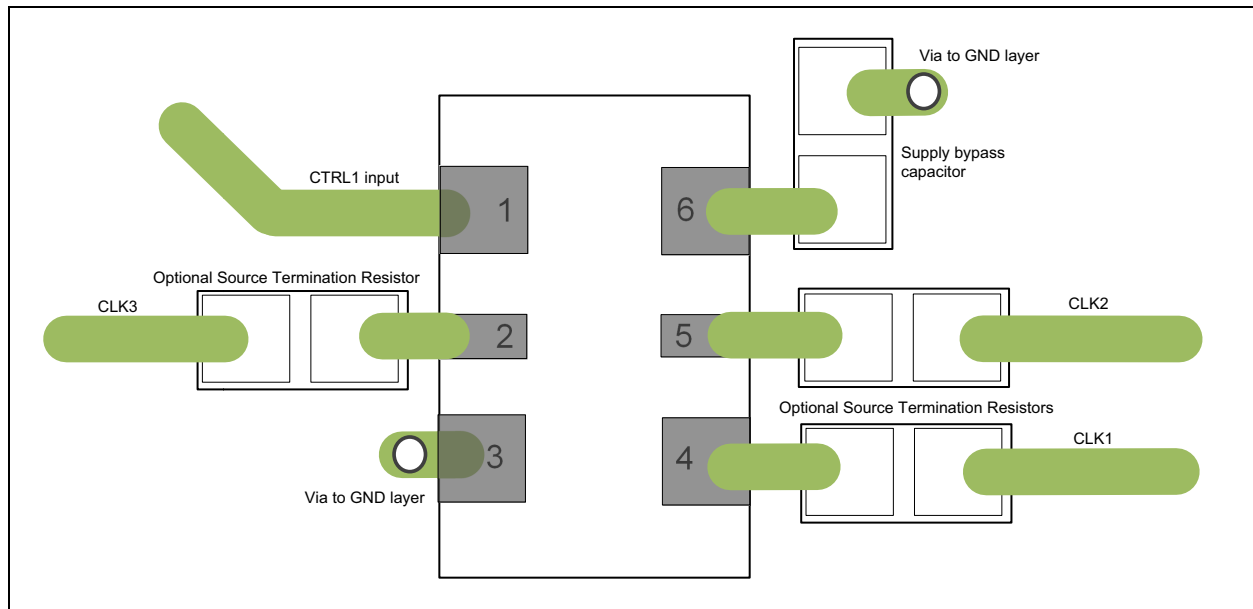 Via to GND layer
CTRL1 input
1
6
Supply bypass
capacitor
Optional Source Termination Resistor
CLK3
2
5
CLK2
Optional Source Termination Resistors
3
4
CLK1
Via to GND layer